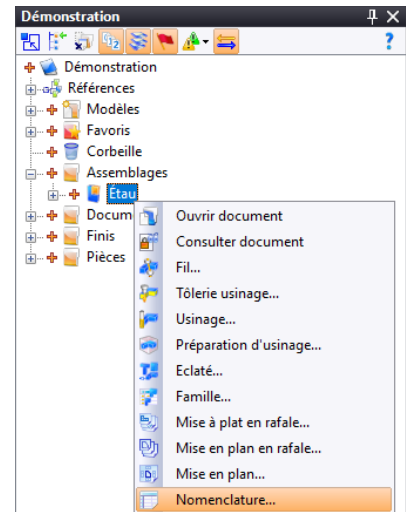 Démonstration
?
Démonstration
Références
Modèles
Favoris
Corbeille
Assemblages
Étau
Docum
Finis
Pièces
Ouvrir document
Consulter document
Fil...
Tôlerie usinage...
Usinage...
Préparation d'usinage...
Eclaté...
Famille...
Mise à plat en rafale...
Mise en plan en rafale...
Mise en plan...
Nomenclature...